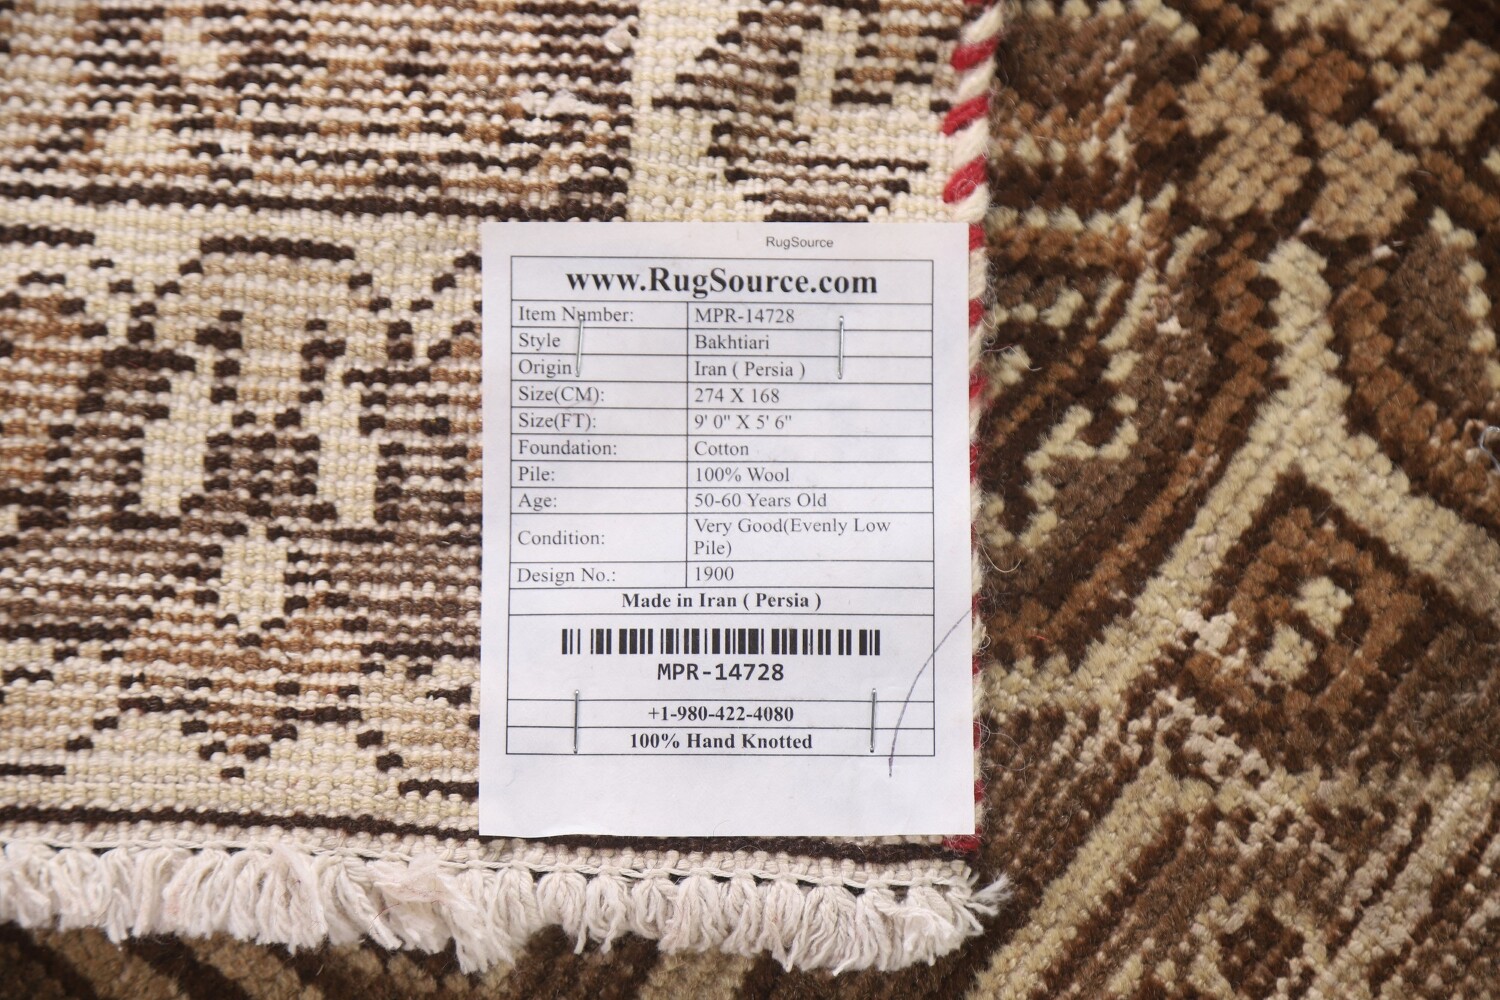 RugSource
www.RugSource.com
Item Number: MPR-14728
Style Bakhtiari
Origin Iran ( Persia )
Size(CM): 274 X 168
Size(FT): 9' 0" X 5' 6"
Foundation: Cotton
Pile: 100% Wool
Age: 50-60 Years Old
Condition: Very Good(Evenly Low
Pile)
Design No.: 1900
Made in Iran ( Persia )
MPR-14728
+1-980-422-4080
100% Hand Knotted